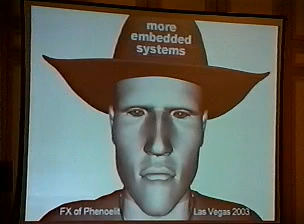 more
embedded
systems
FX of Phenoelit Las Vegas 2003